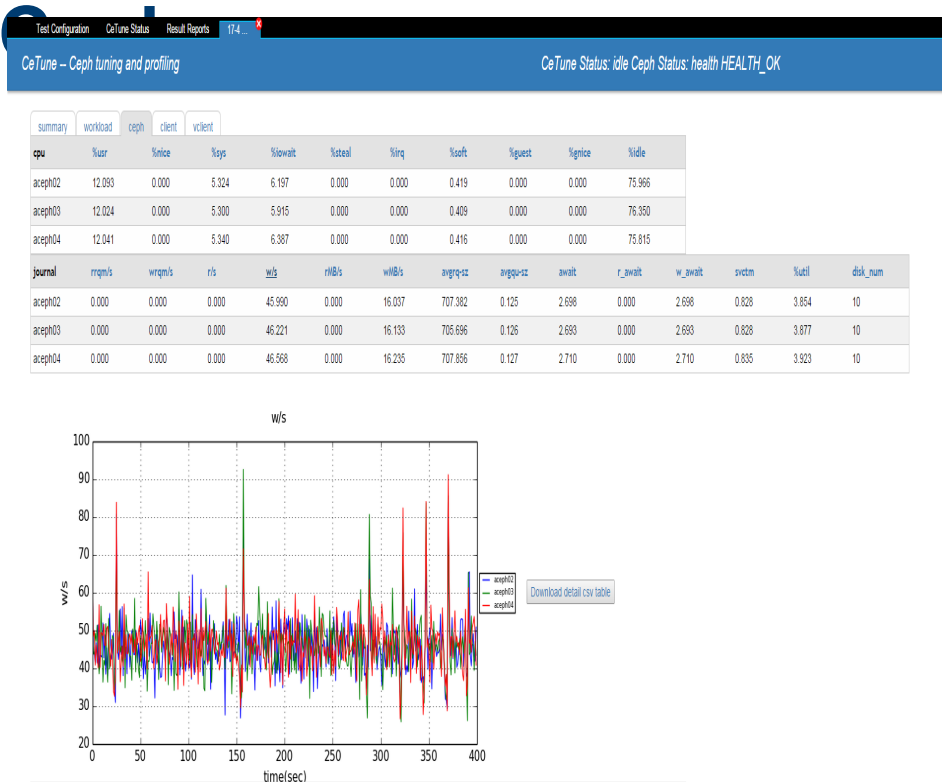 Test Configuration CeTune Status Result Reports 17-4 ... x
CeTune – Ceph tuning and profiling CeTune Status: idle Ceph Status: health HEALTH_OK
summary workload ceph client vclient
cpu %usr %nice %sys %iowait %steal %irq %soft %guest %gnice %idle
aceph02 12.093 0.000 5.324 6.197 0.000 0.000 0.419 0.000 0.000 75.966
aceph03 12.024 0.000 5.300 5.915 0.000 0.000 0.409 0.000 0.000 76.350
aceph04 12.041 0.000 5.340 6.387 0.000 0.000 0.416 0.000 0.000 75.815
journal rrqm/s wrqm/s r/s w/s rMB/s wMB/s avgrq-sz avgqu-sz await r_await w_await svctm %util disk_num
aceph02 0.000 0.000 0.000 45.990 0.000 16.037 707.382 0.125 2.698 0.000 2.698 0.828 3.854 10
aceph03 0.000 0.000 0.000 46.221 0.000 16.133 705.696 0.126 2.693 0.000 2.693 0.828 3.877 10
aceph04 0.000 0.000 0.000 46.568 0.000 16.235 707.856 0.127 2.710 0.000 2.710 0.835 3.923 10
w/s
100
90
80
70
60
50
40
30
20
w/s
0 50 100 150 200 250 300 350 400
time(sec)
aceph02
aceph03
aceph04
Download detail csv table